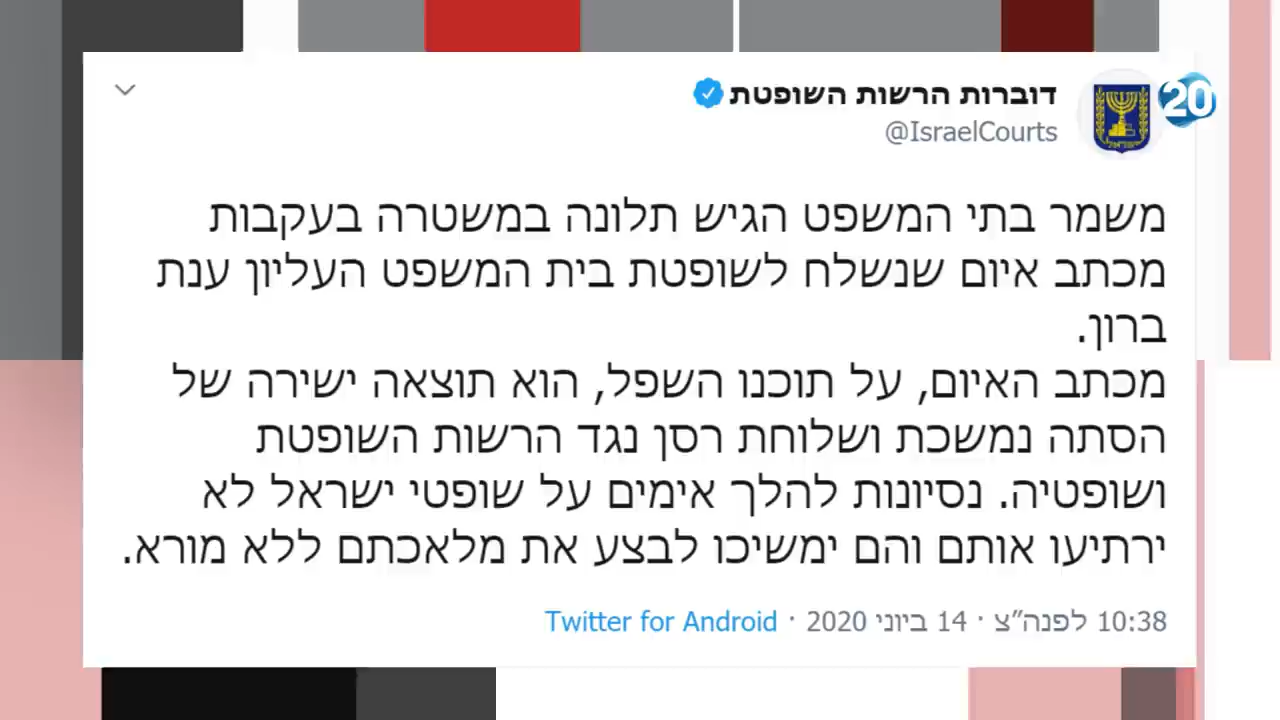 דוברות הרשות השופטת
@IsraelCourts
20
משמר בתי המשפט הגיש תלונה במשטרה בעקבות
מכתב איום שנשלח לשופטת בית המשפט העליון ענת
ברון.
מכתב האיום, על תוכנו השפל, הוא תוצאה ישירה של
הסתה נמשכת ושלוחת רסן נגד הרשות השופטת
ושופטיה. נסיונות להלך אימים על שופטי ישראל לא
ירתיעו אותם והם ימשיכו לבצע את מלאכתם ללא מורא.
10:38 לפנה״צ · 14 ביוני 2020 · Twitter for Android